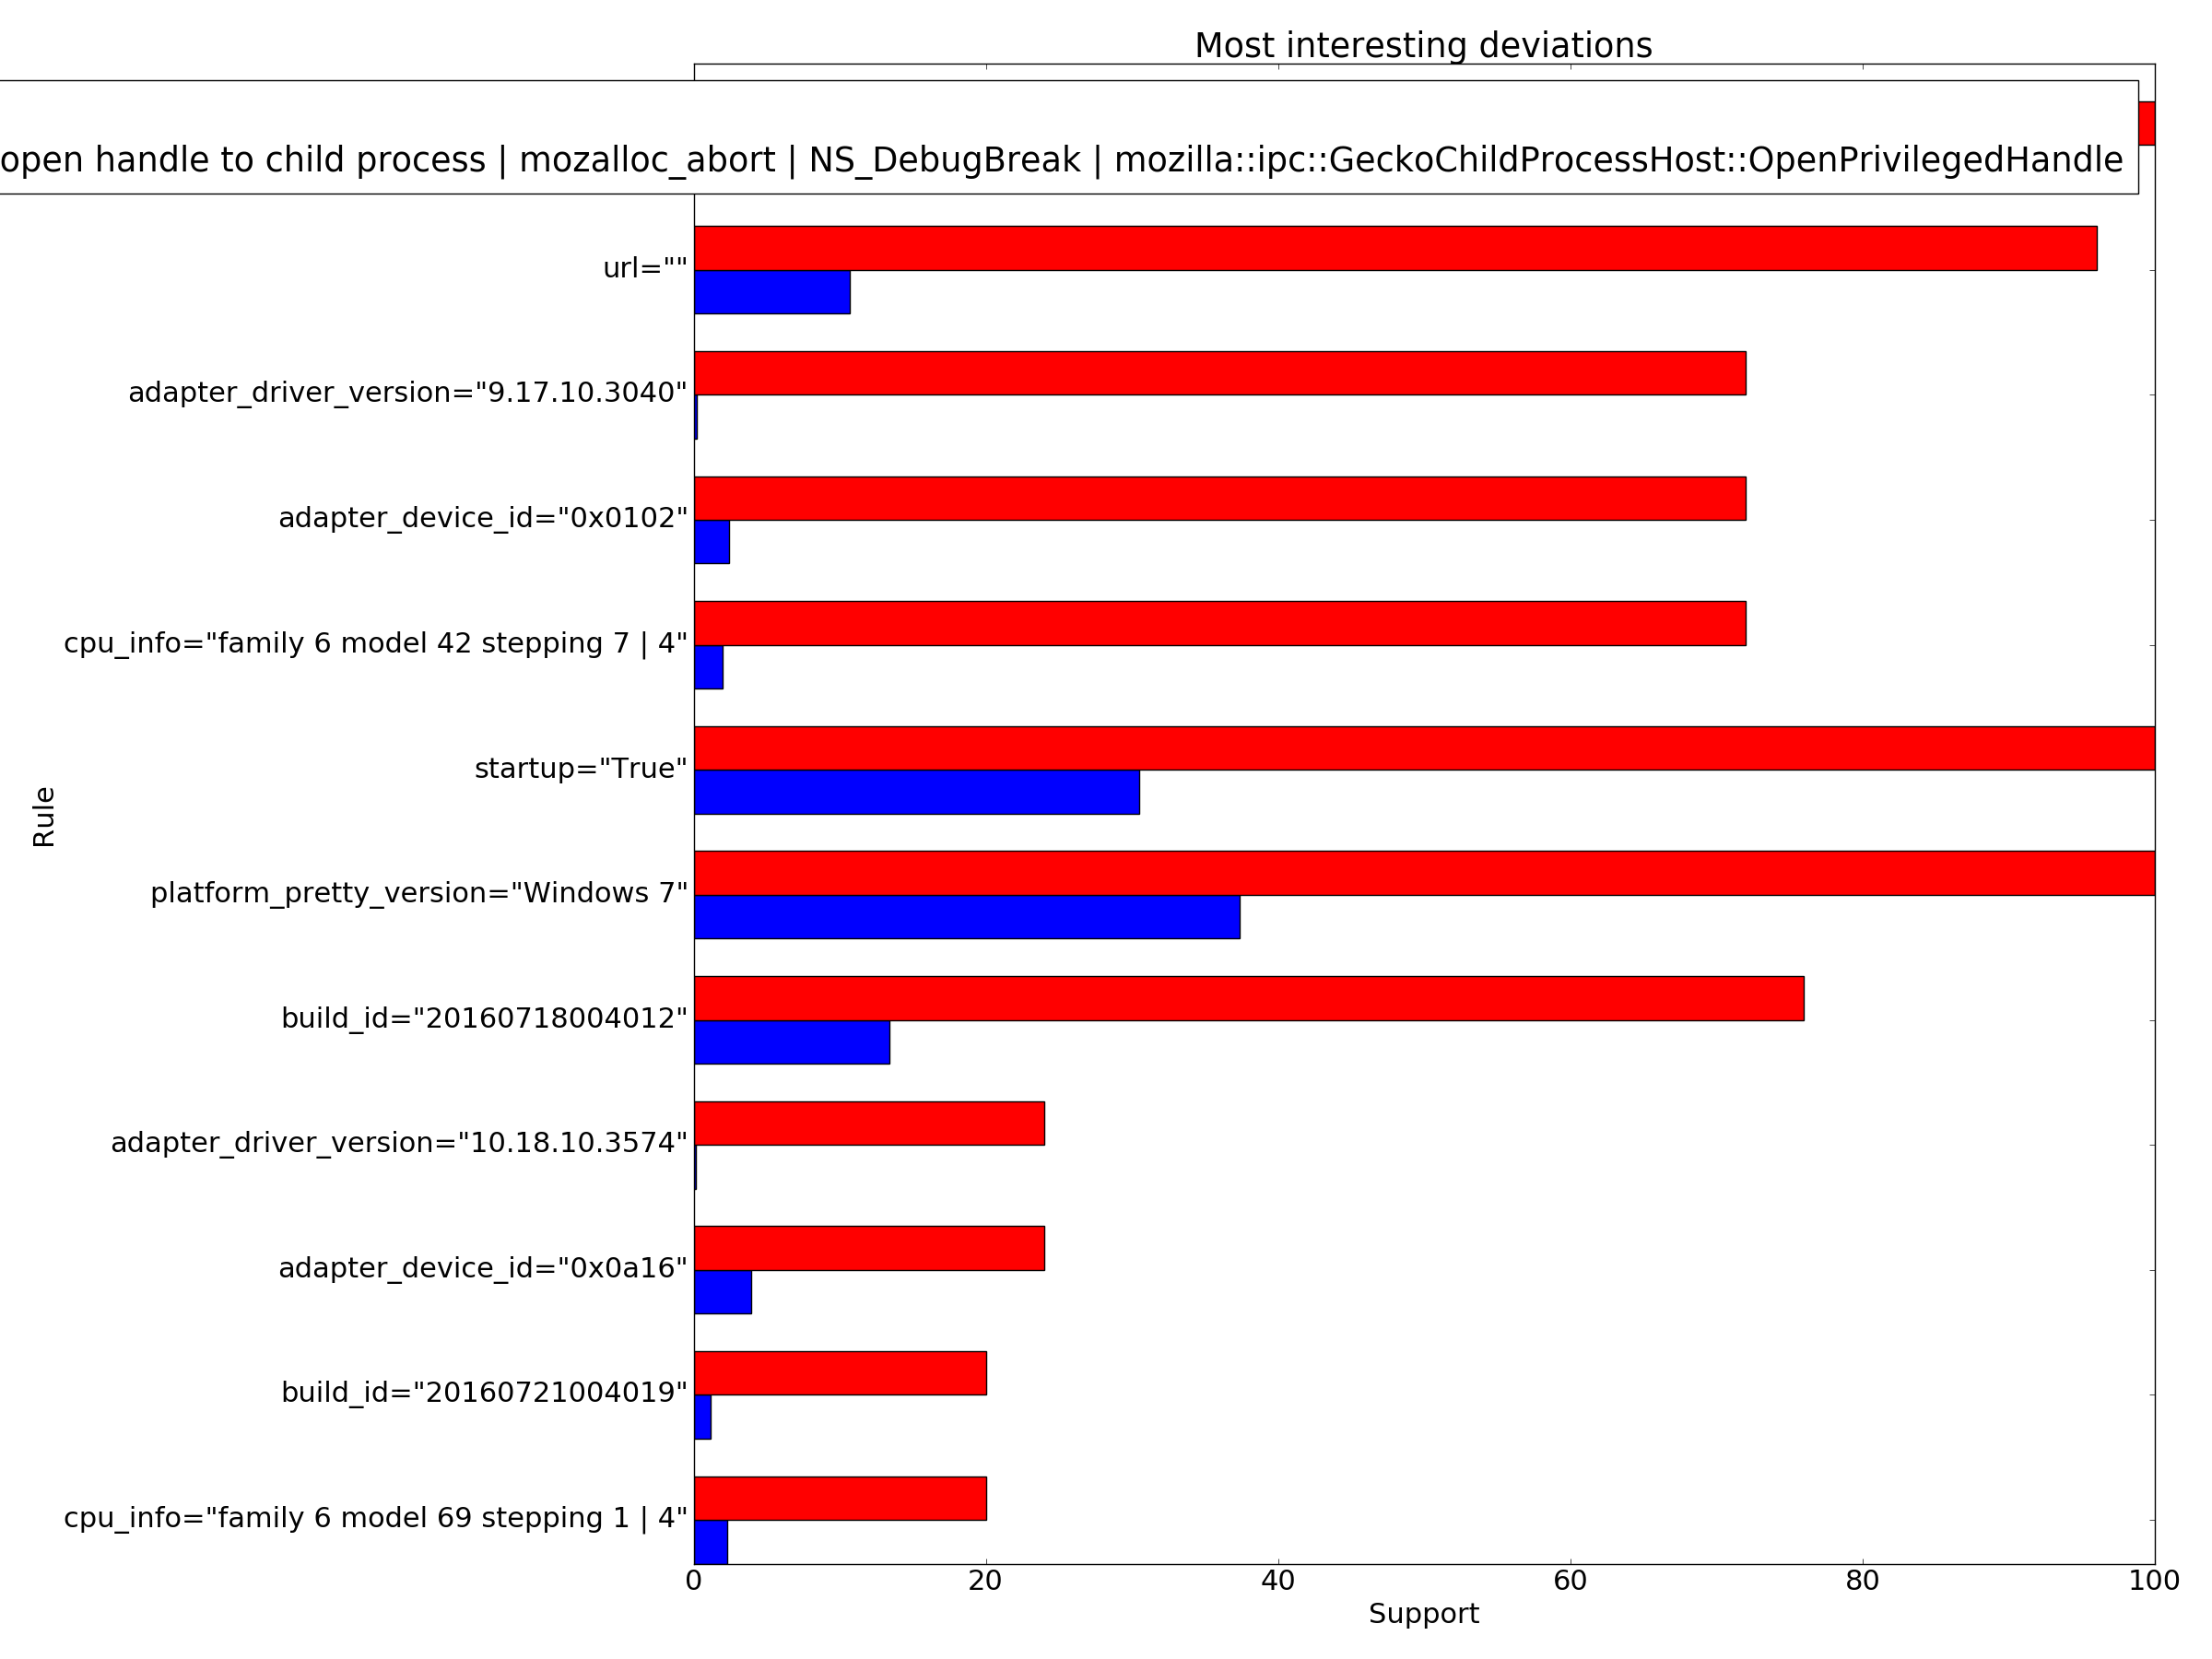 Most interesting deviations
open handle to child process | mozalloc_abort | NS_DebugBreak | mozilla::ipc::GeckoChildProcessHost::OpenPrivilegedHandle
url=""
adapter_driver_version="9.17.10.3040"
adapter_device_id="0x0102"
cpu_info="family 6 model 42 stepping 7 | 4"
startup="True"
Rule
platform_pretty_version="Windows 7"
build_id="20160718004012"
adapter_driver_version="10.18.10.3574"
adapter_device_id="0x0a16"
build_id="20160721004019"
cpu_info="family 6 model 69 stepping 1 | 4"
0 20 40 60 80 100
Support